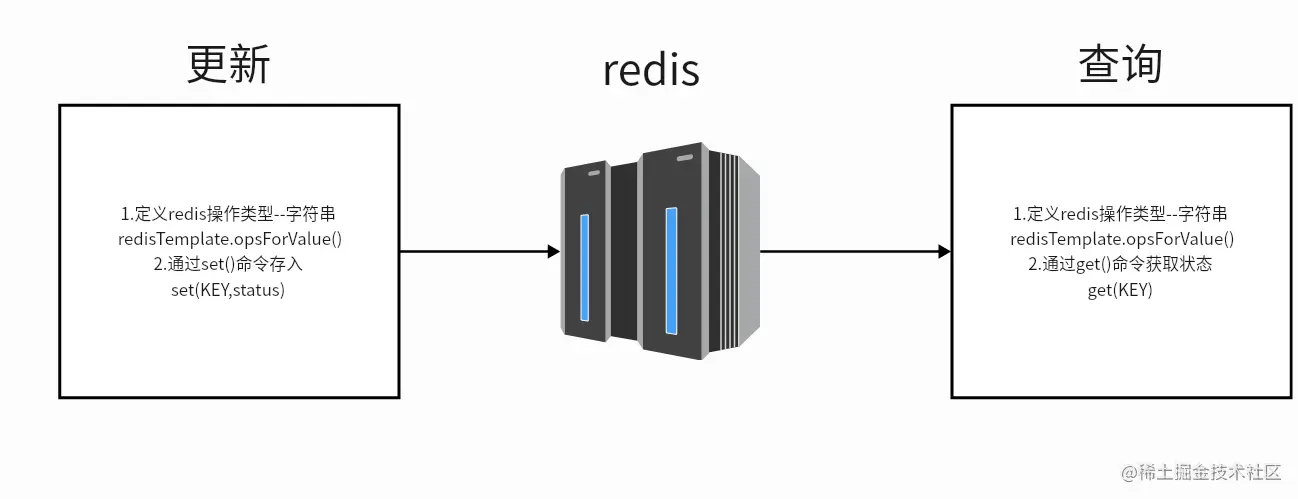 更新
redis
查询
1.定义redis操作类型--字符串
redisTemplate.opsForValue()
2.通过set()命令存入
set(KEY,status)
1.定义redis操作类型--字符串
redisTemplate.opsForValue()
2.通过get()命令获取状态
get(KEY)
@稀土掘金技术社区